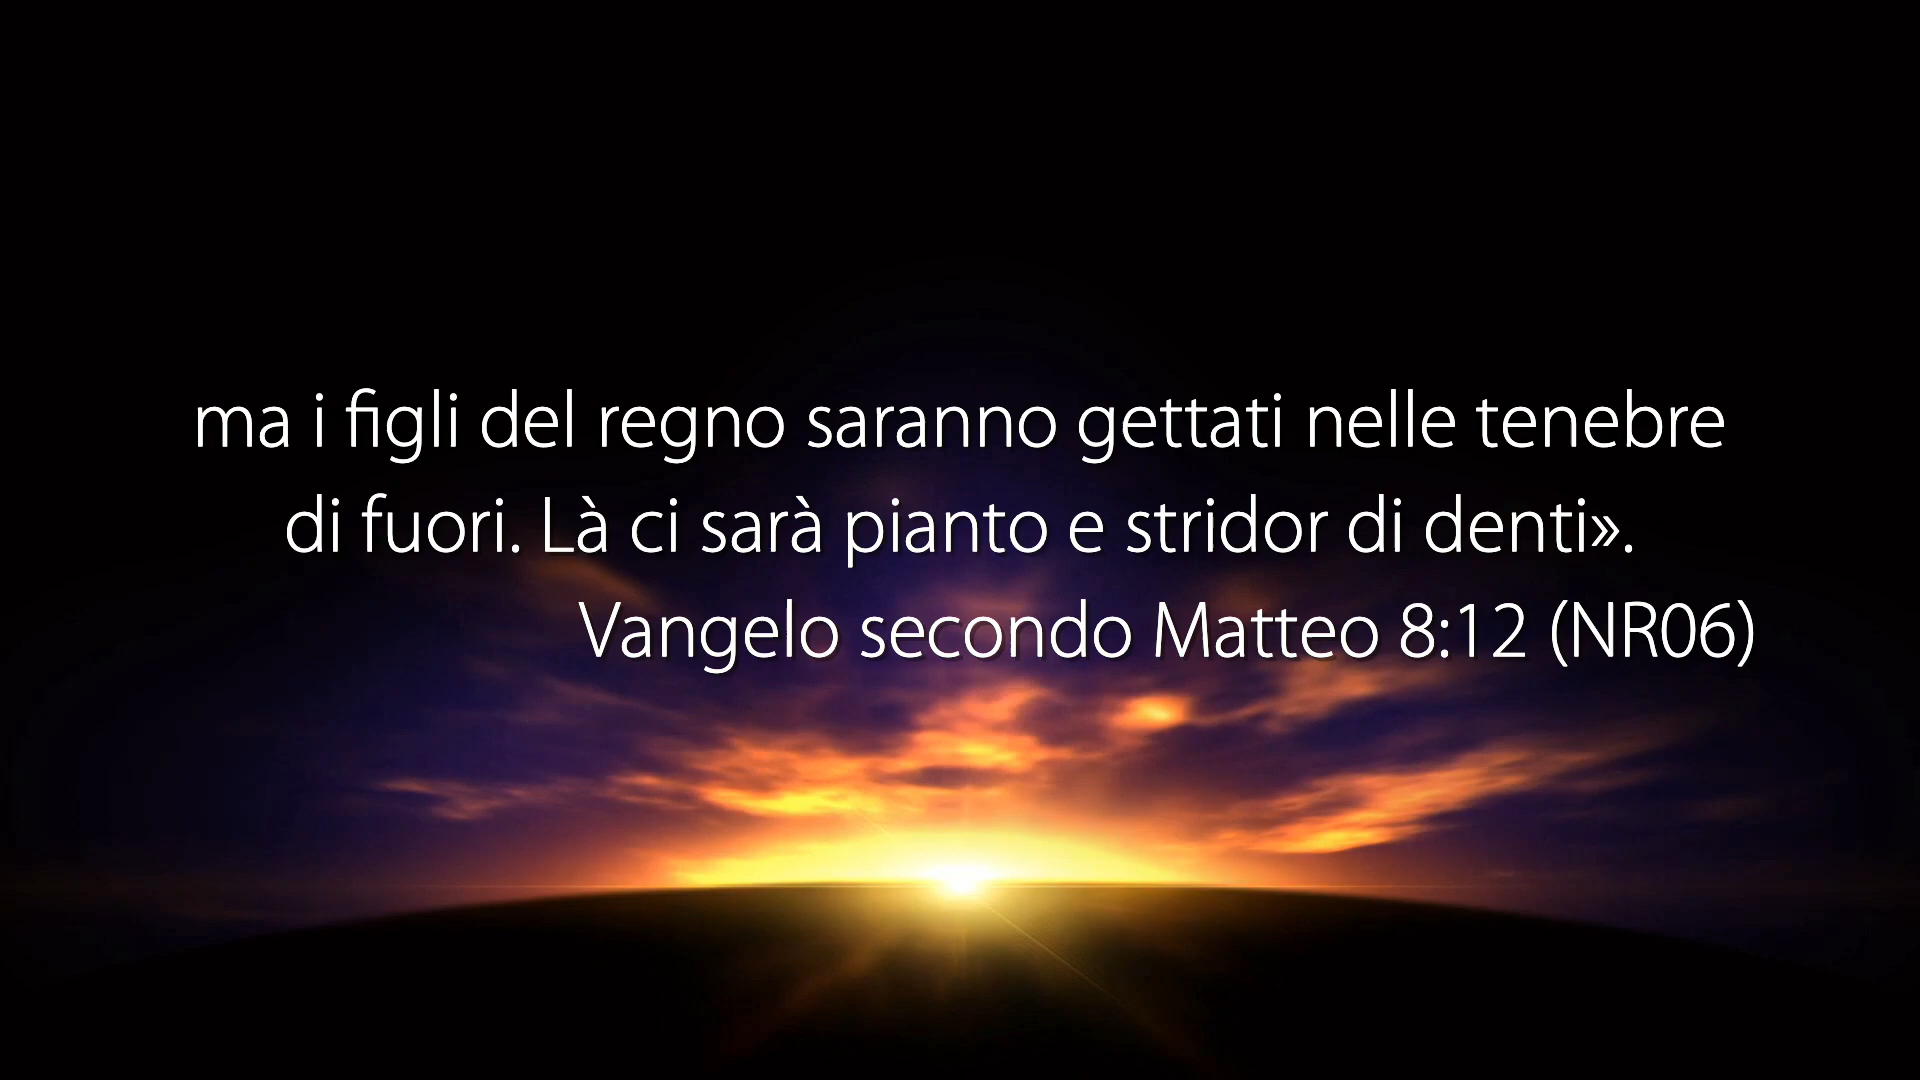 ma i figli del regno saranno gettati nelle tenebre
di fuori. Là ci sarà pianto e stridor di denti».
Vangelo secondo Matteo 8:12 (NR06)